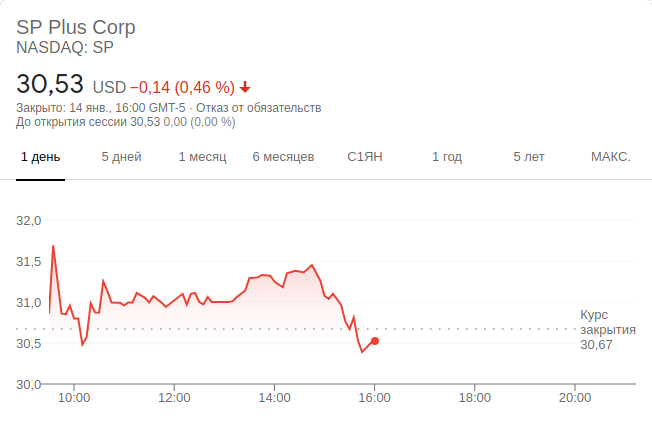 SP Plus Corp
NASDAQ: SP
30,53 USD −0,14 (0,46 %)
Закрыто: 14 янв., 16:00 GMT-5 · Отказ от обязательств
До открытия сессии 30,53 0,00 (0,00 %)
1 день 5 дней 1 месяц 6 месяцев С1ЯН 1 год 5 лет МАКС.
32,0
31,5
31,0
Курс
закрытия
30,67
30,5
30,0
10:00 12:00 14:00 16:00 18:00 20:00